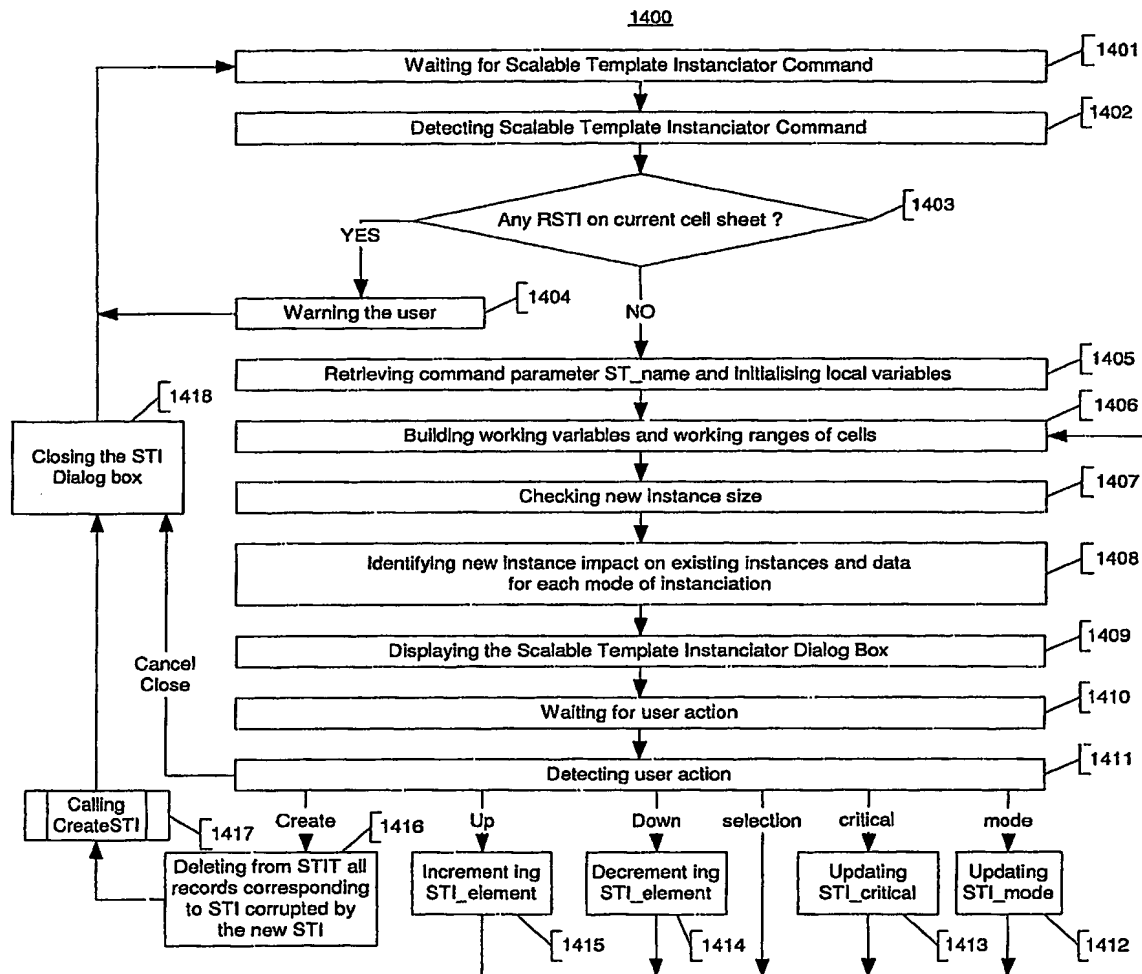 1400
Waiting for Scalable Template Instanciator Command
1401
Detecting Scalable Template Instanciator Command
1402
Any RSTI on current cell sheet ?
1403
YES
Warning the user
1404
NO
Retrieving command parameter ST_name and initialising local variables
1405
1406
Building working variables and working ranges of cells
1418
Closing the STI
Dialog box
Checking new instance size
1407
Identifying new instance impact on existing instances and data
for each mode of instanciation
1408
Displaying the Scalable Template Instanciator Dialog Box
1409
Cancel
Close
Waiting for user action
1410
Detecting user action
1411
Calling
CreateSTI
1417
Create
1416
Up
Down
selection
critical
mode
Deleting from STIT all
records corresponding
to STI corrupted by
the new STI
Increment ing
STI_element
1415
Decrement ing
STI_element
1414
Updating
STI_critical
1413
Updating
STI_mode
1412